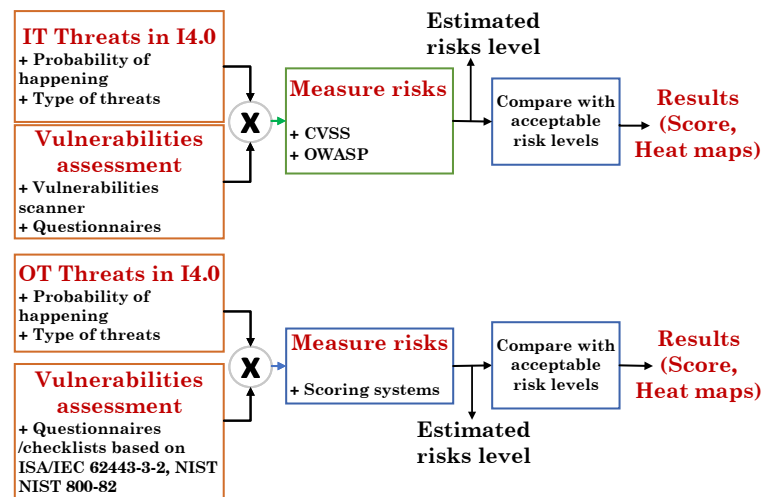 IT Threats in I4.0
+ Probability of
happening
+ Type of threats
Vulnerabilities
assessment
+ Vulnerabilities
scanner
+ Questionnaires
X
Measure risks
+ CVSS
+ OWASP
Estimated
risks level
Compare with
acceptable
risk levels
Results
(Score,
Heat maps)
OT Threats in I4.0
+ Probability of
happening
+ Type of threats
Vulnerabilities
assessment
+ Questionnaires
/checklists based on
ISA/IEC 62443-3-2, NIST
NIST 800-82
X
Measure risks
+ Scoring systems
Estimated
risks level
Compare with
acceptable
risk levels
Results
(Score,
Heat maps)